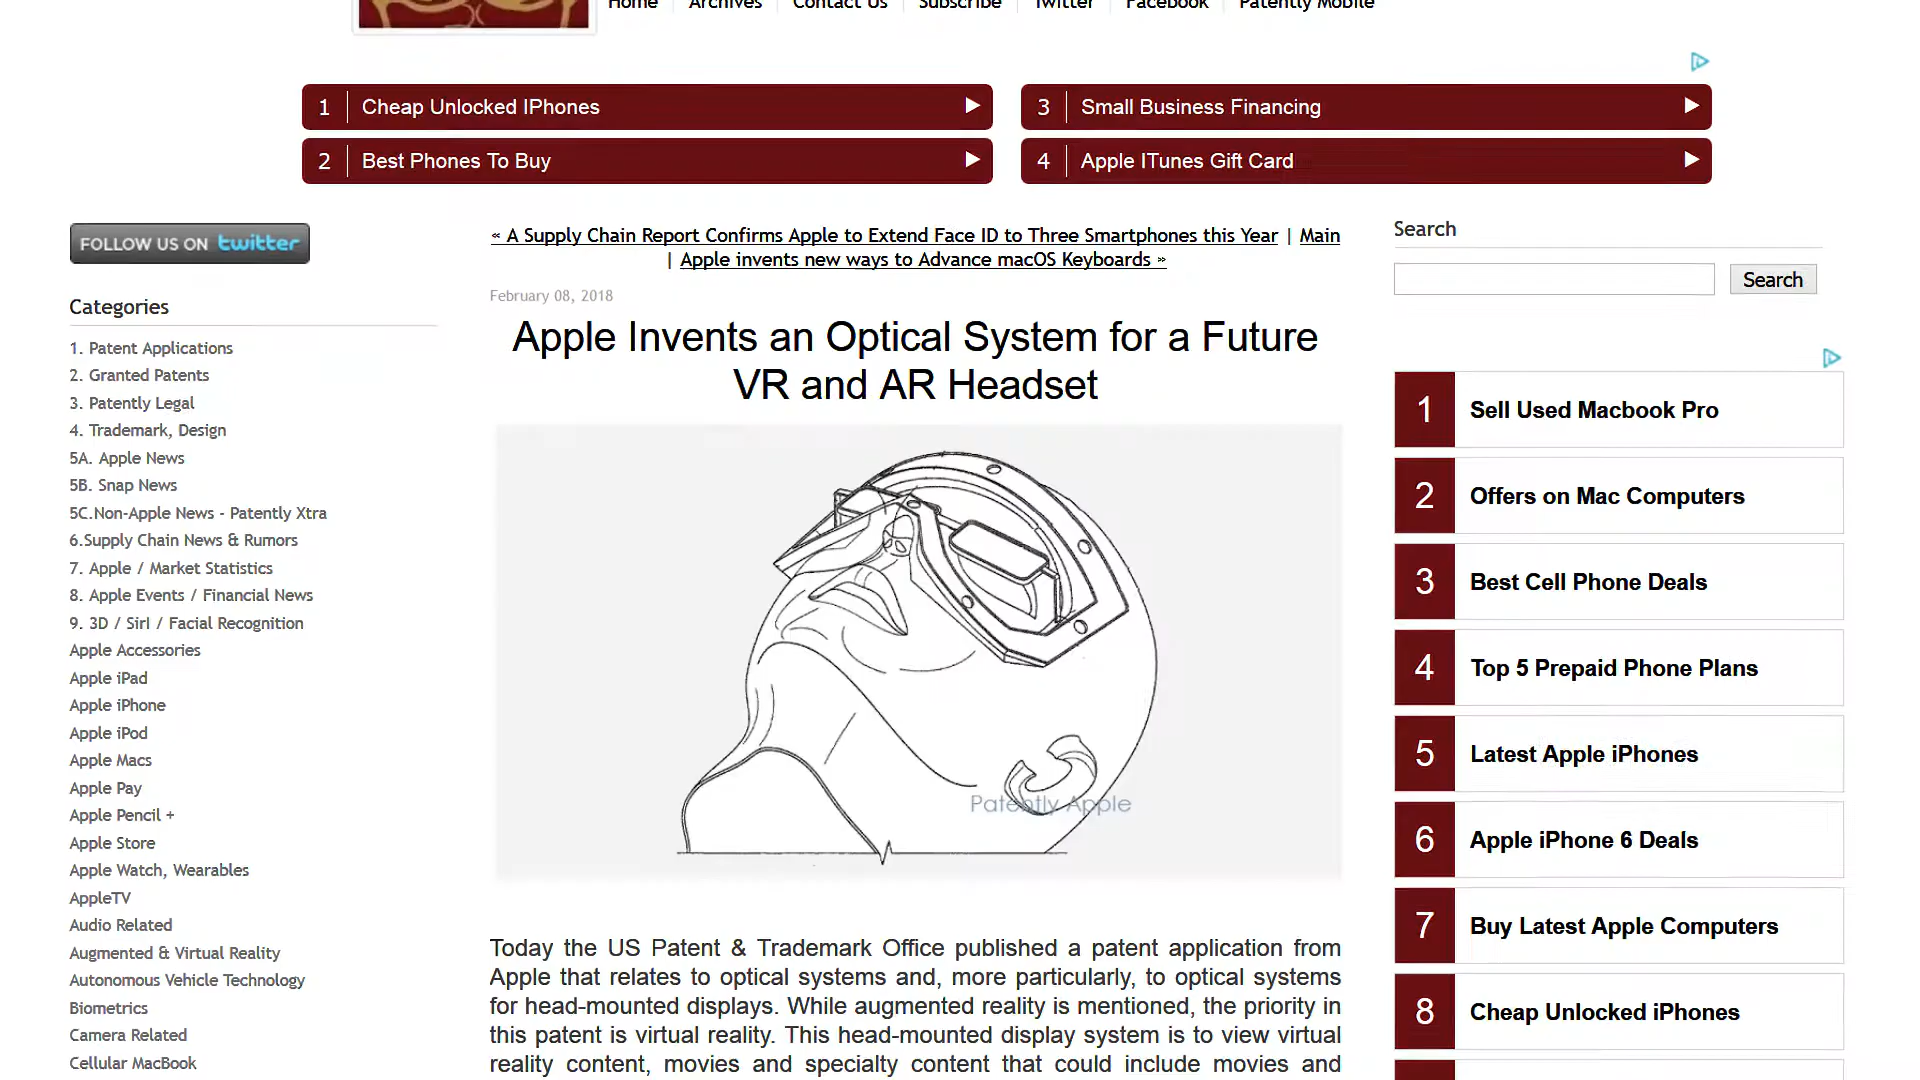 Home
Archives
Contact Us
Subscribe
Twitter
Facebook
Patently Mobile
1 Cheap Unlocked IPhones
2 Best Phones To Buy
3 Small Business Financing
4 Apple ITunes Gift Card
FOLLOW US ON twitter
Categories
1. Patent Applications
2. Granted Patents
3. Patently Legal
4. Trademark, Design
5A. Apple News
5B. Snap News
5C.Non-Apple News - Patently Xtra
6.Supply Chain News & Rumors
7. Apple / Market Statistics
8. Apple Events / Financial News
9. 3D / SirI / Facial Recognition
Apple Accessories
Apple iPad
Apple iPhone
Apple iPod
Apple Macs
Apple Pay
Apple Pencil +
Apple Store
Apple Watch, Wearables
AppleTV
Audio Related
Augmented & Virtual Reality
Autonomous Vehicle Technology
Biometrics
Camera Related
Cellular MacBook
« A Supply Chain Report Confirms Apple to Extend Face ID to Three Smartphones this Year | Main
| Apple invents new ways to Advance macOS Keyboards »
February 08, 2018
Apple Invents an Optical System for a Future
VR and AR Headset
Patently Apple
Today the US Patent & Trademark Office published a patent application from
Apple that relates to optical systems and, more particularly, to optical systems
for head-mounted displays. While augmented reality is mentioned, the priority in
this patent is virtual reality. This head-mounted display system is to view virtual
reality content, movies and specialty content that could include movies and
Search
Search
1 Sell Used Macbook Pro
2 Offers on Mac Computers
3 Best Cell Phone Deals
4 Top 5 Prepaid Phone Plans
5 Latest Apple iPhones
6 Apple iPhone 6 Deals
7 Buy Latest Apple Computers
8 Cheap Unlocked iPhones